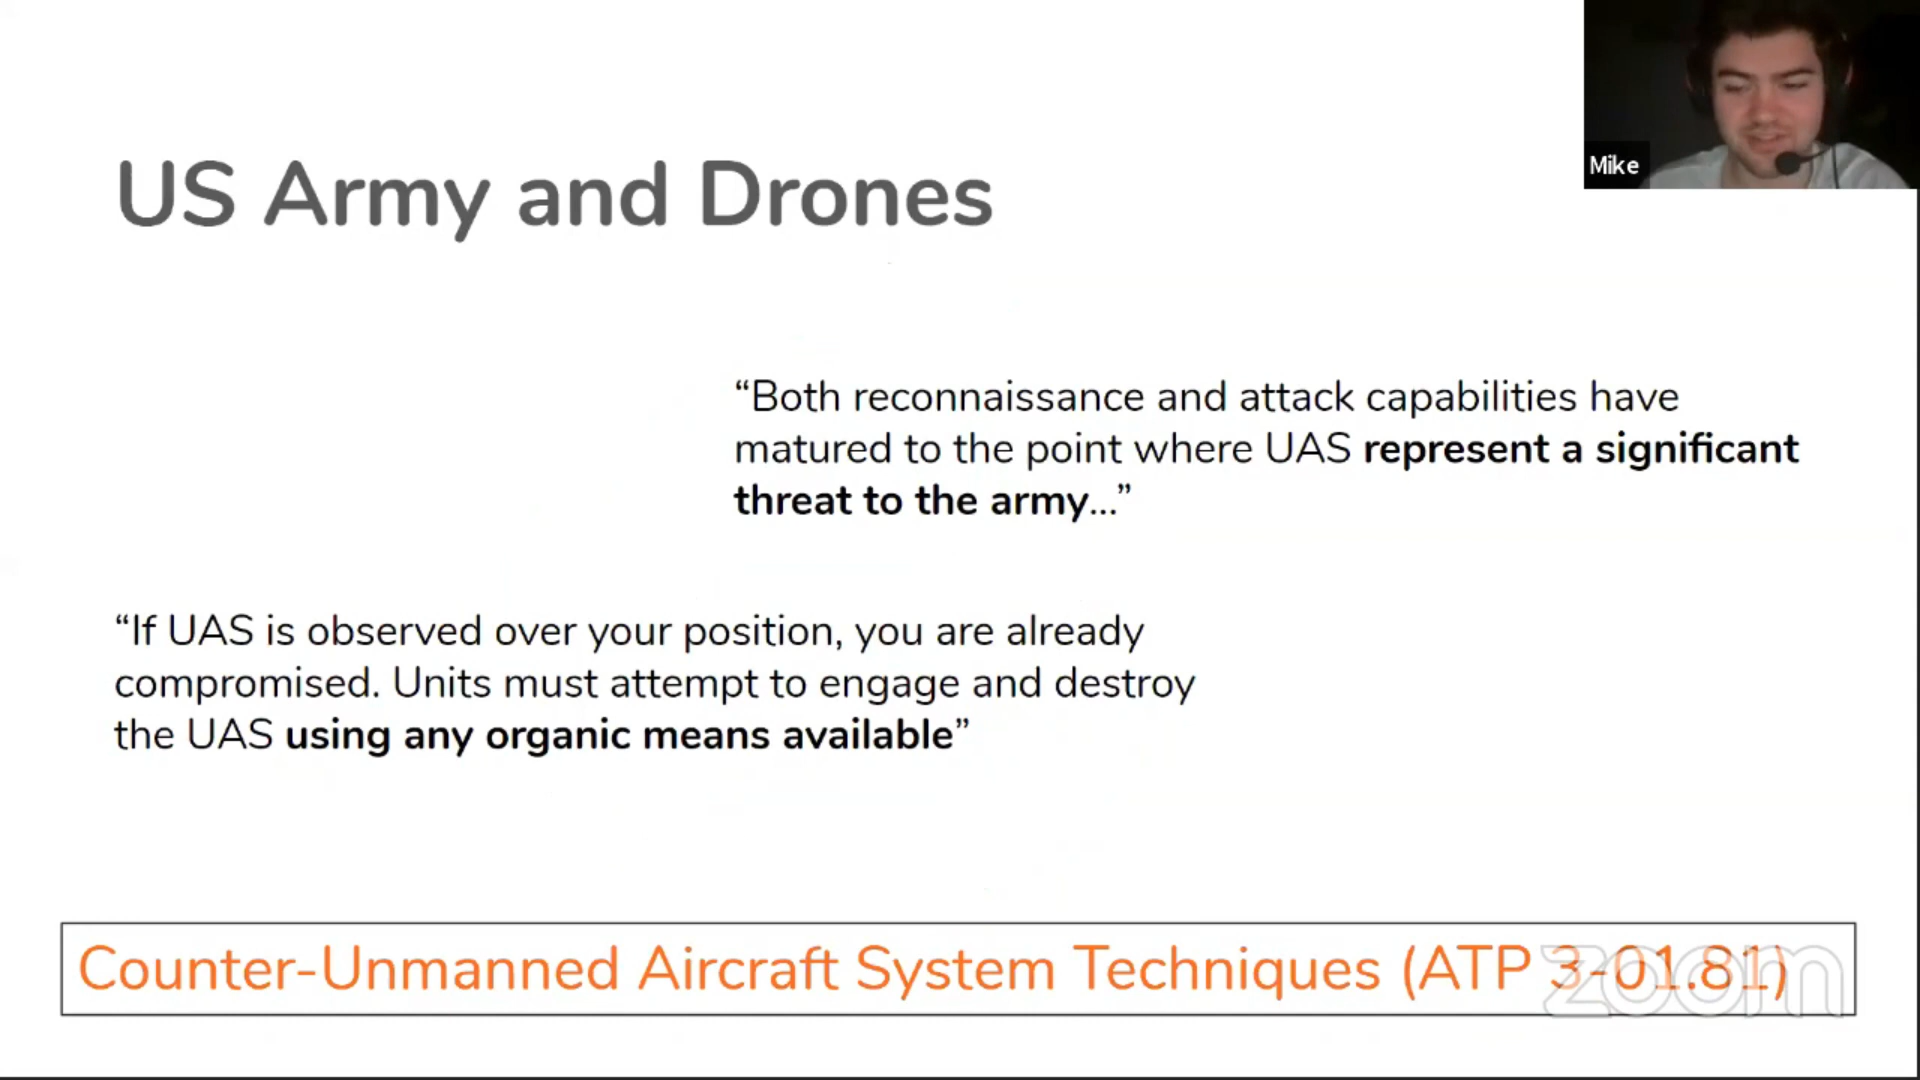 Mike
US Army and Drones
“Both reconnaissance and attack capabilities have
matured to the point where UAS represent a significant
threat to the army...”
“If UAS is observed over your position, you are already
compromised. Units must attempt to engage and destroy
the UAS using any organic means available”
Counter-Unmanned Aircraft System Techniques (ATP 3-01.81)
zoom